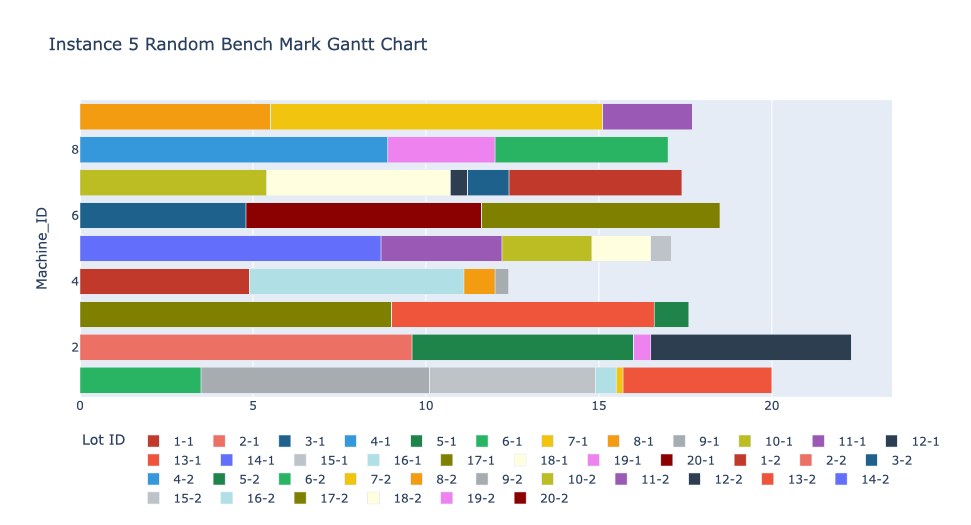 Instance 5 Random Bench Mark Gantt Chart
Machine_ID
8
6
4
2
0 5 10 15 20
Lot ID 1-1 2-1 3-1 4-1 5-1 6-1 7-1 8-1 9-1 10-1 11-1 12-1
13-1 14-1 15-1 16-1 17-1 18-1 19-1 20-1 1-2 2-2 3-2
4-2 5-2 6-2 7-2 8-2 9-2 10-2 11-2 12-2 13-2 14-2
15-2 16-2 17-2 18-2 19-2 20-2